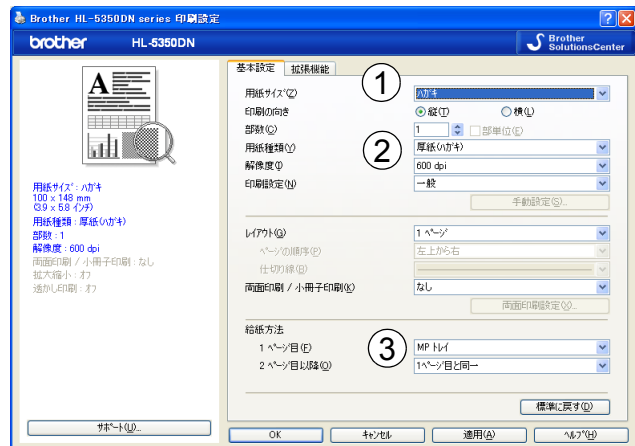 Brother HL-5350DN series 印刷設定
brother HL-5350DN
Brother SolutionsCenter
基本設定 拡張機能
用紙サイズ(Z) ① ハガキ
印刷の向き 縦(T) 横(L)
部数(C) 1 部単位(E)
用紙種類(Y) ② 厚紙(ハガキ)
解像度(I) 600 dpi
印刷設定(N) 一般
手動設定(S)...
レイアウト(G) 1 ページ
ページの順序(P) 左上から右
仕切り線(B)
両面印刷 / 小冊子印刷(K) なし
両面印刷設定(X)...
給紙方法
1 ページ目(F) ③ MP トレイ
2 ページ目以降(O) 1ページ目と同一
標準に戻す(D)
用紙サイズ : ハガキ
100 x 148 mm
(3.9 x 5.8 インチ)
用紙種類 : 厚紙(ハガキ)
部数 : 1
解像度 : 600 dpi
両面印刷 / 小冊子印刷 : なし
拡大縮小 : オフ
透かし印刷 : オフ
サポート(U)...
OK キャンセル 適用(A) ヘルプ(H)